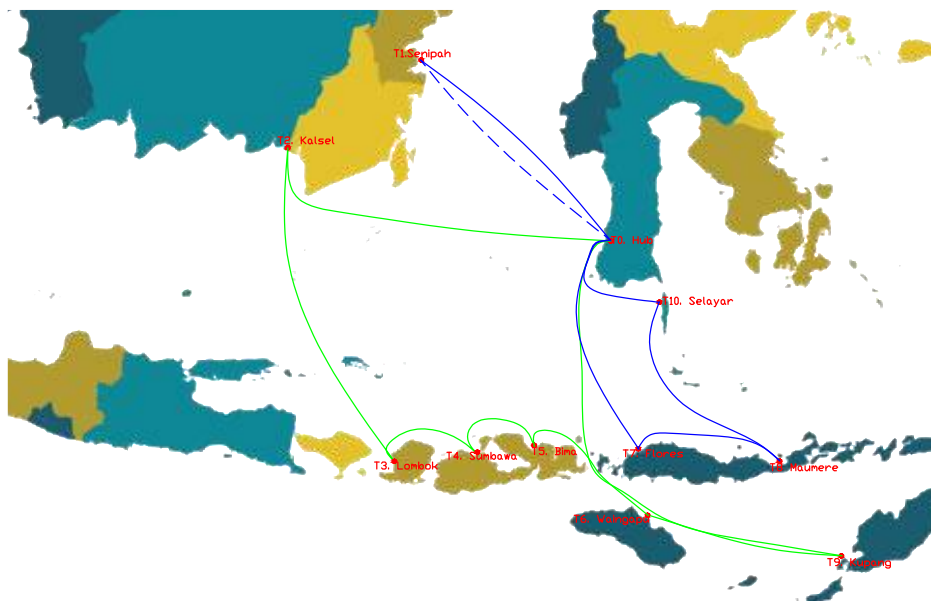 T1.Senipah
T2. Kalsel
T0. Hub
T10. Selayar
T5. Bima
T4. Sumbawa
T3. Lombok
T7. Flores
T8 Maumere
T6. Waingapu
T9. Kupang